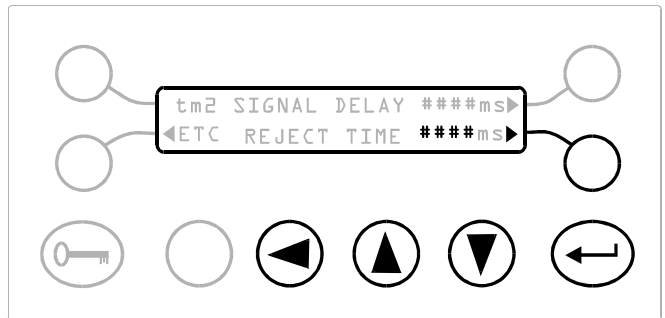 tm2 SIGNAL DELAY ####ms▶
◀ETC REJECT TIME ####ms▶